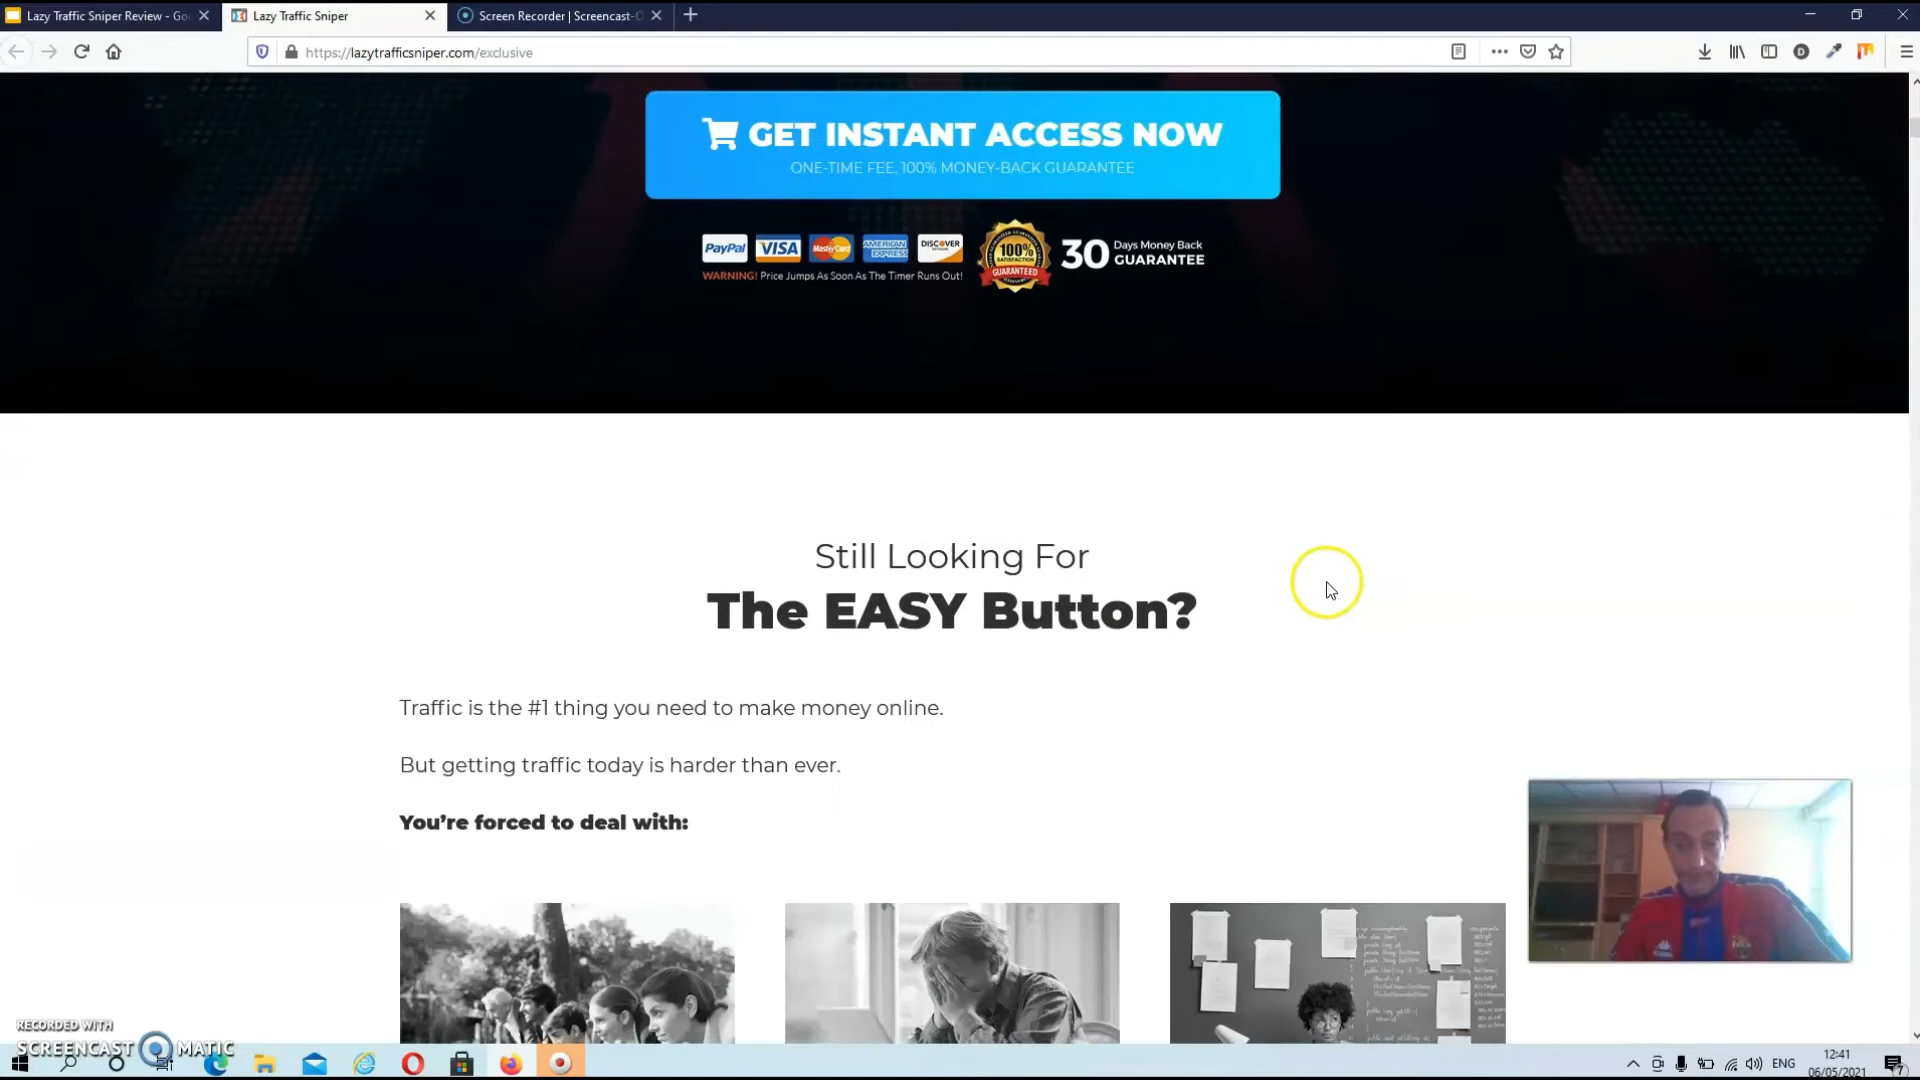 Lazy Traffic Sniper Review - Go
Lazy Traffic Sniper
Screen Recorder | Screencast-O
https://lazytrafficsniper.com/exclusive
GET INSTANT ACCESS NOW
ONE-TIME FEE, 100% MONEY-BACK GUARANTEE
PayPal VISA MasterCard AMERICAN EXPRESS DISCOVER
100% SATISFACTION GUARANTEED
30 Days Money Back GUARANTEE
WARNING! Price Jumps As Soon As The Timer Runs Out!
Still Looking For
The EASY Button?
Traffic is the #1 thing you need to make money online.
But getting traffic today is harder than ever.
You're forced to deal with:
RECORDED WITH
SCREENCAST MATIC
ENG
12:41
06/05/2021